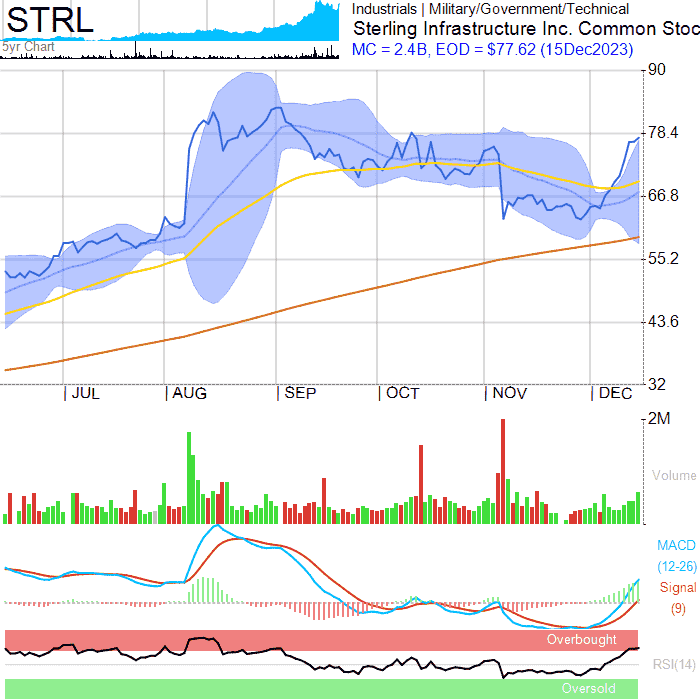 STRL
5yr Chart
Industrials | Military/Government/Technical
Sterling Infrastructure Inc. Common Stoc
MC = 2.4B, EOD = $77.62 (15Dec2023)
90
78.4
66.8
55.2
43.6
32
JUL
AUG
SEP
OCT
NOV
DEC
2M
Volume
MACD
(12-26)
Signal
(9)
Overbought
RSI(14)
Oversold